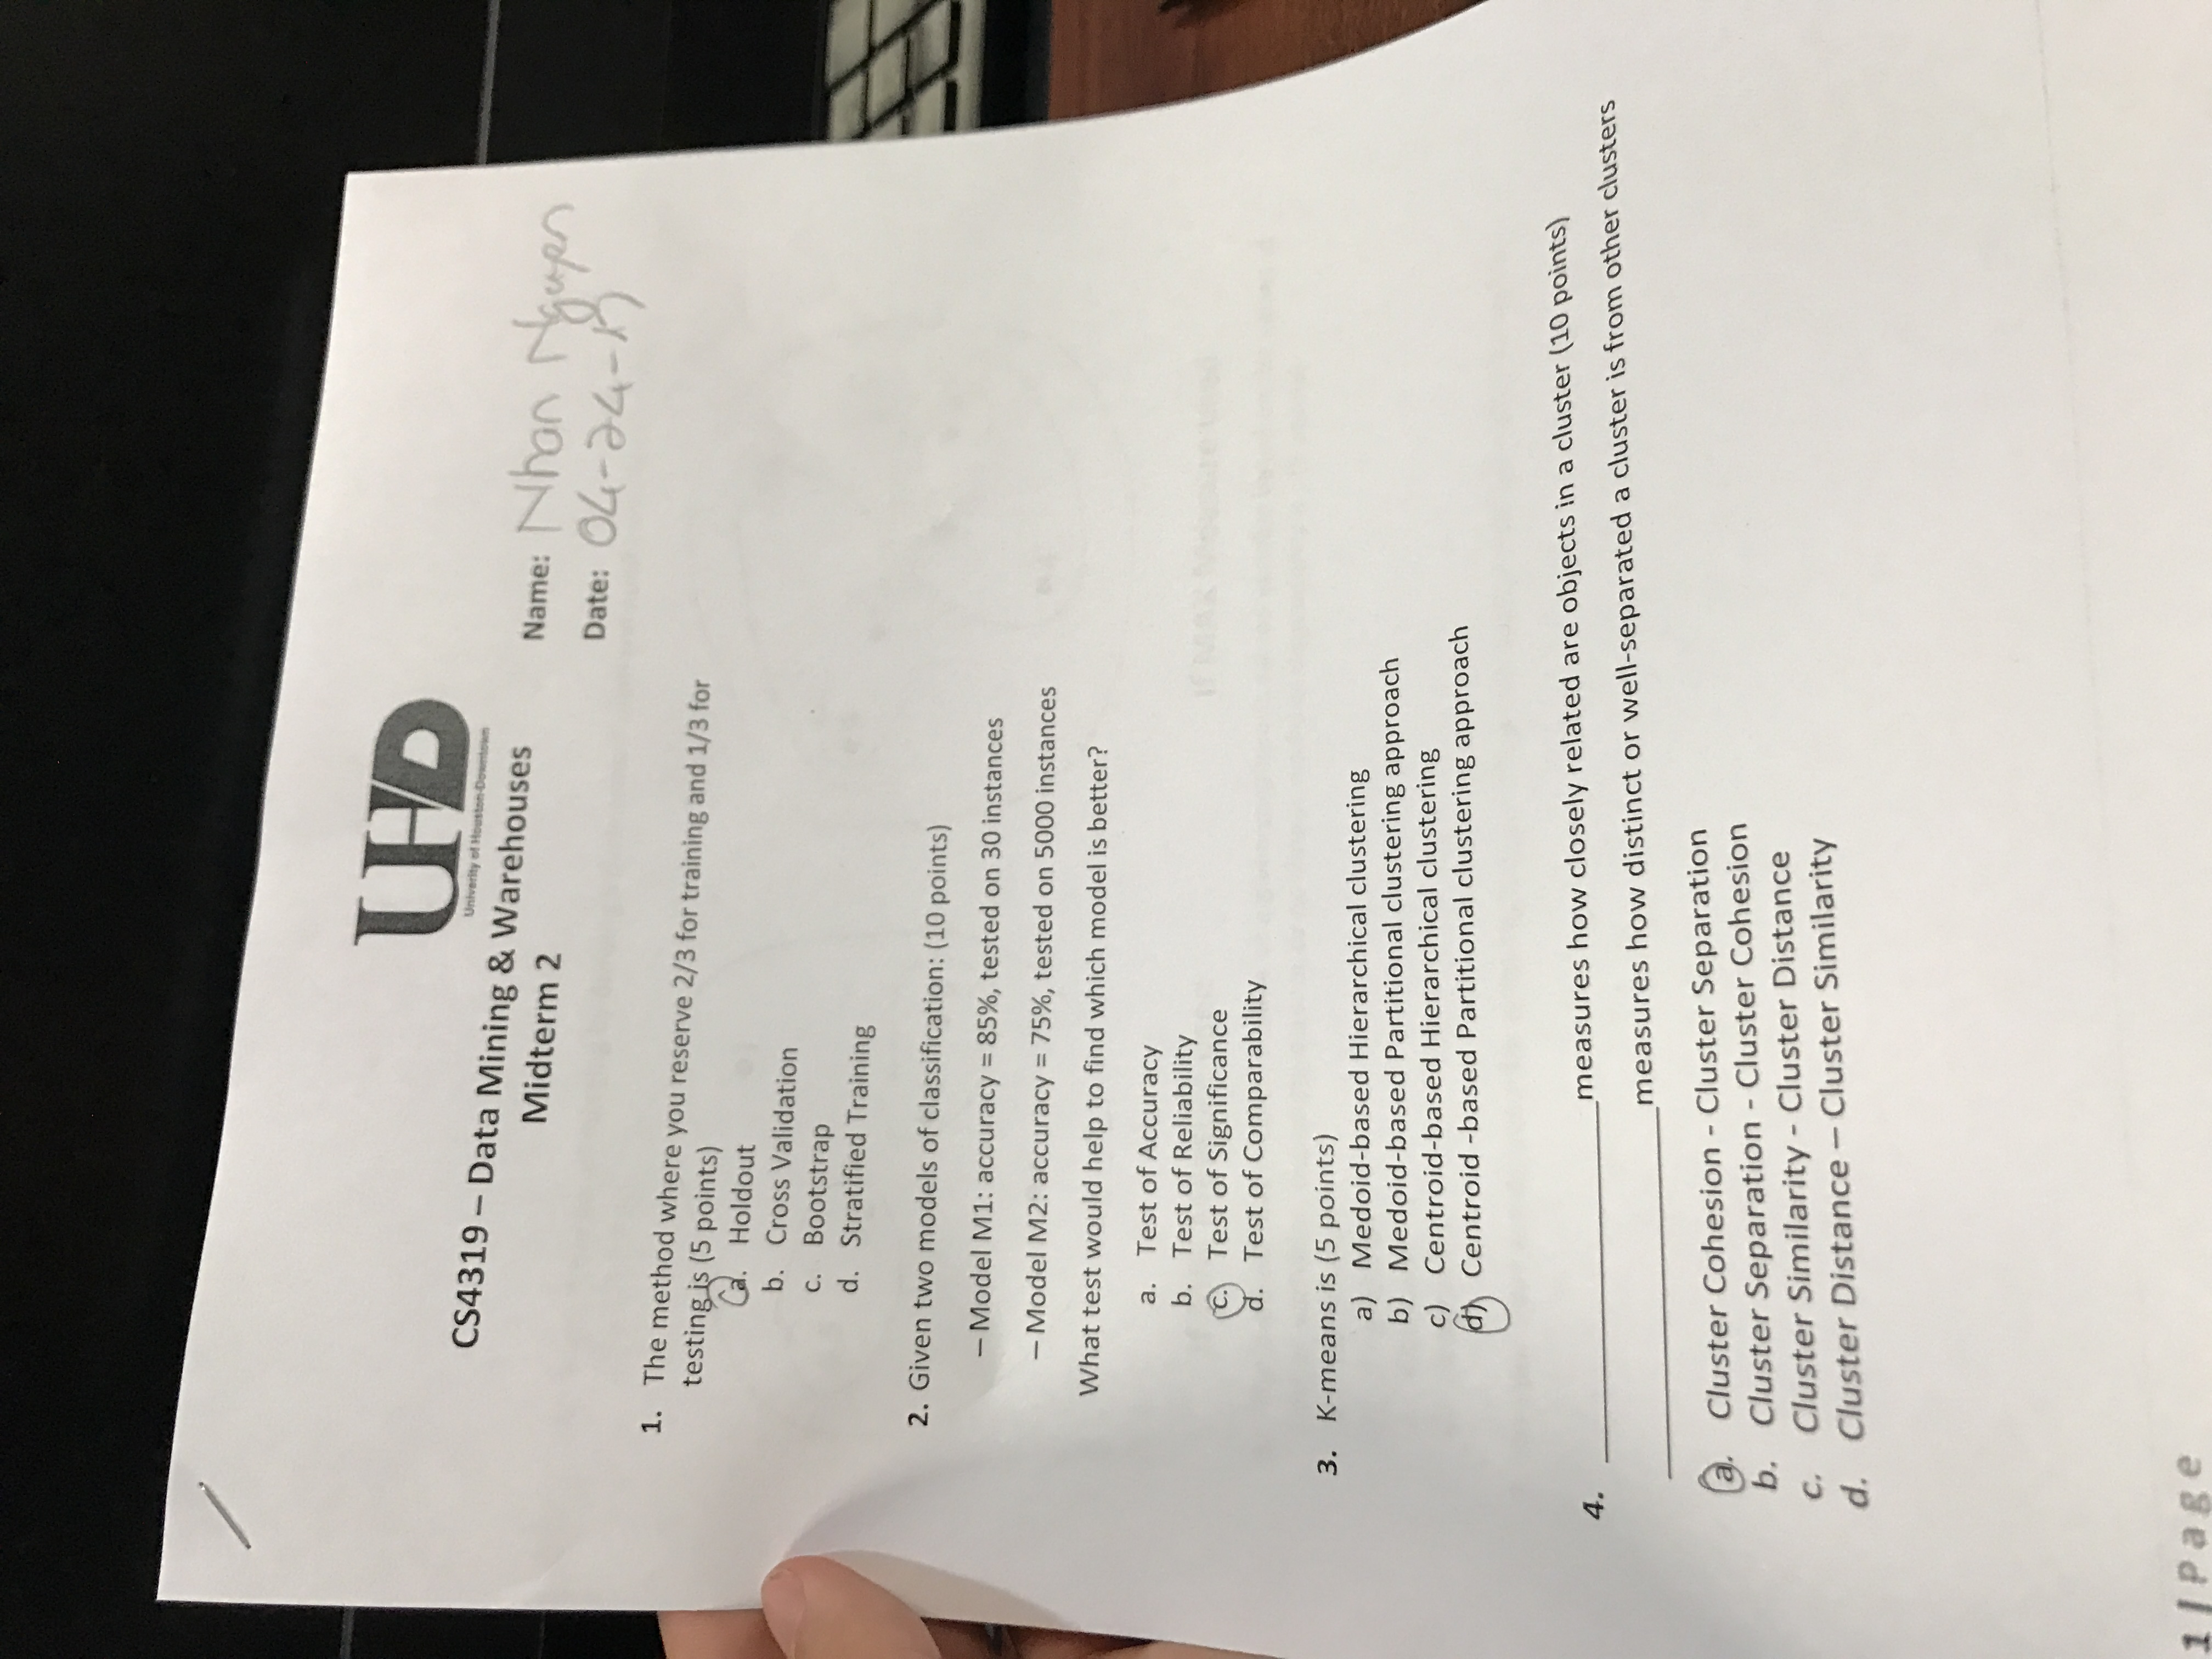 UHD
Univerity of Houston-Downtown
CS4319 – Data Mining & Warehouses
Midterm 2
Name: Nhan Nguyen
Date: 04-24-17
1. The method where you reserve 2/3 for training and 1/3 for
testing is (5 points)
a. Holdout
b. Cross Validation
c. Bootstrap
d. Stratified Training
2. Given two models of classification: (10 points)
– Model M1: accuracy = 85%, tested on 30 instances
– Model M2: accuracy = 75%, tested on 5000 instances
What test would help to find which model is better?
a. Test of Accuracy
b. Test of Reliability
c. Test of Significance
d. Test of Comparability
3. K-means is (5 points)
a) Medoid-based Hierarchical clustering
b) Medoid-based Partitional clustering approach
c) Centroid-based Hierarchical clustering
d) Centroid -based Partitional clustering approach
4. ____________________measures how closely related are objects in a cluster (10 points)
____________________measures how distinct or well-separated a cluster is from other clusters
a. Cluster Cohesion - Cluster Separation
b. Cluster Separation - Cluster Cohesion
c. Cluster Similarity - Cluster Distance
d. Cluster Distance – Cluster Similarity
1 | Page